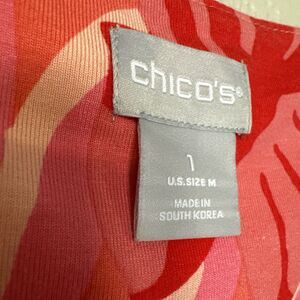 chico's®
1
U.S. SIZE M
MADE IN
SOUTH KOREA